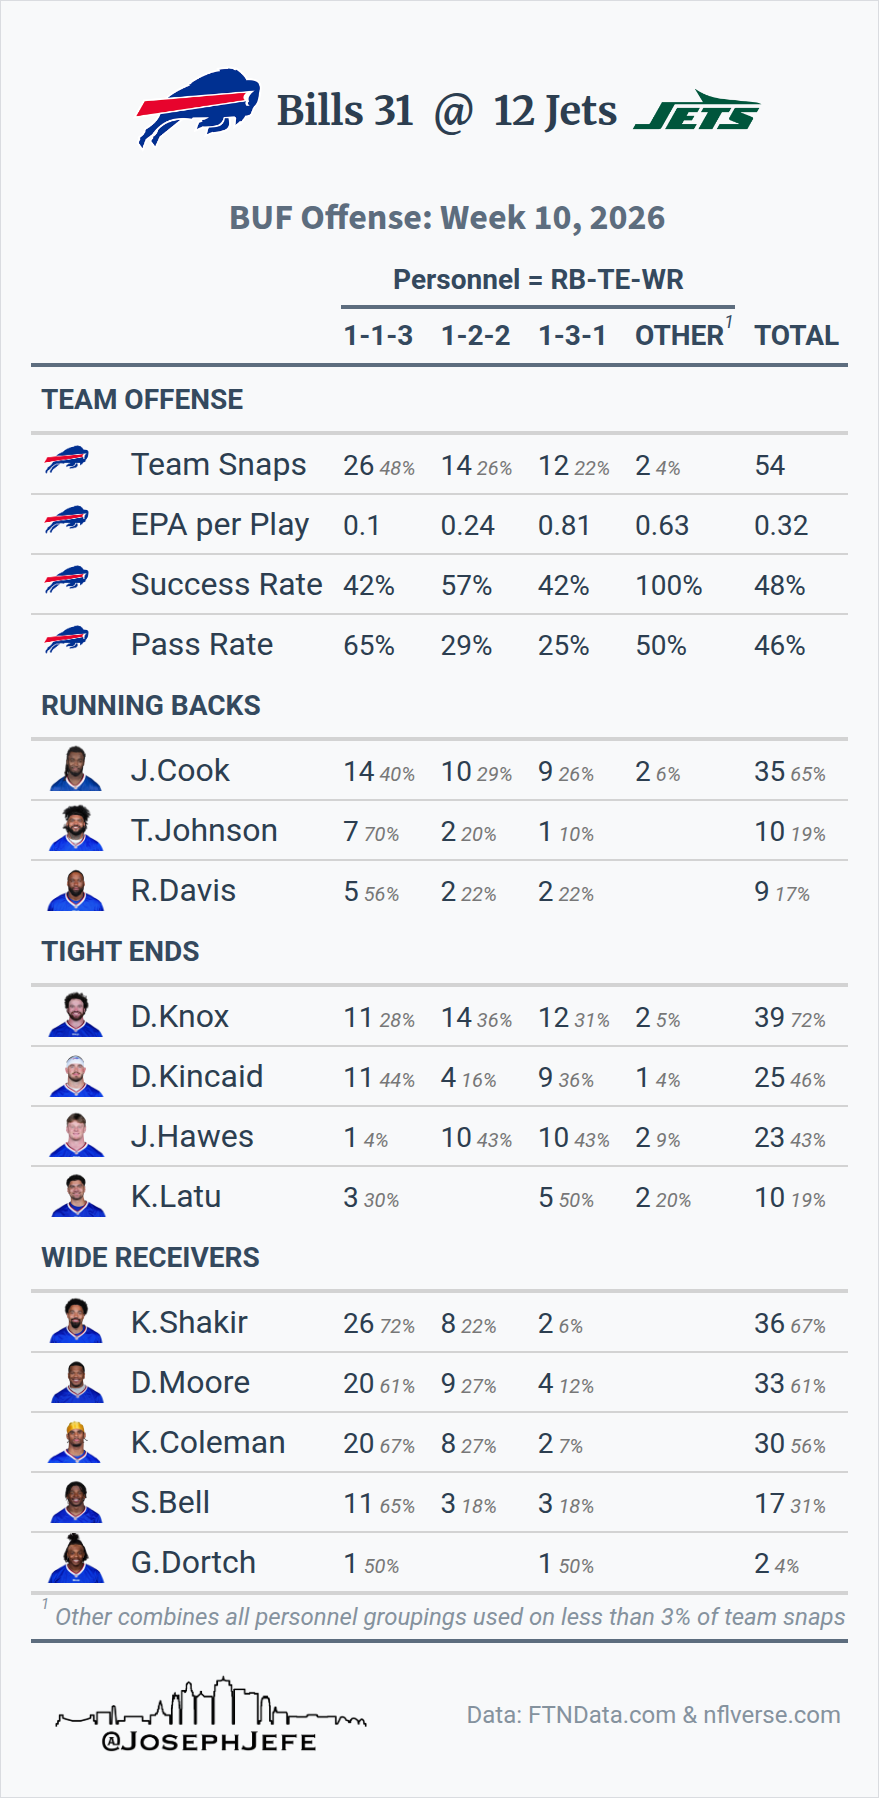 Bills 31 @ 12 Jets JETS
BUF Offense: Week 10, 2026
Personnel = RB-TE-WR
1-1-3 1-2-2 1-3-1 OTHER1 TOTAL
TEAM OFFENSE
Team Snaps 26 48% 14 26% 12 22% 2 4% 54
EPA per Play 0.1 0.24 0.81 0.63 0.32
Success Rate 42% 57% 42% 100% 48%
Pass Rate 65% 29% 25% 50% 46%
RUNNING BACKS
J.Cook 14 40% 10 29% 9 26% 2 6% 35 65%
T.Johnson 7 70% 2 20% 1 10% 10 19%
R.Davis 5 56% 2 22% 2 22% 9 17%
TIGHT ENDS
D.Knox 11 28% 14 36% 12 31% 2 5% 39 72%
D.Kincaid 11 44% 4 16% 9 36% 1 4% 25 46%
J.Hawes 1 4% 10 43% 10 43% 2 9% 23 43%
K.Latu 3 30% 5 50% 2 20% 10 19%
WIDE RECEIVERS
K.Shakir 26 72% 8 22% 2 6% 36 67%
D.Moore 20 61% 9 27% 4 12% 33 61%
K.Coleman 20 67% 8 27% 2 7% 30 56%
S.Bell 11 65% 3 18% 3 18% 17 31%
G.Dortch 1 50% 1 50% 2 4%
1 Other combines all personnel groupings used on less than 3% of team snaps
@JosephJefe
Data: FTNData.com & nflverse.com